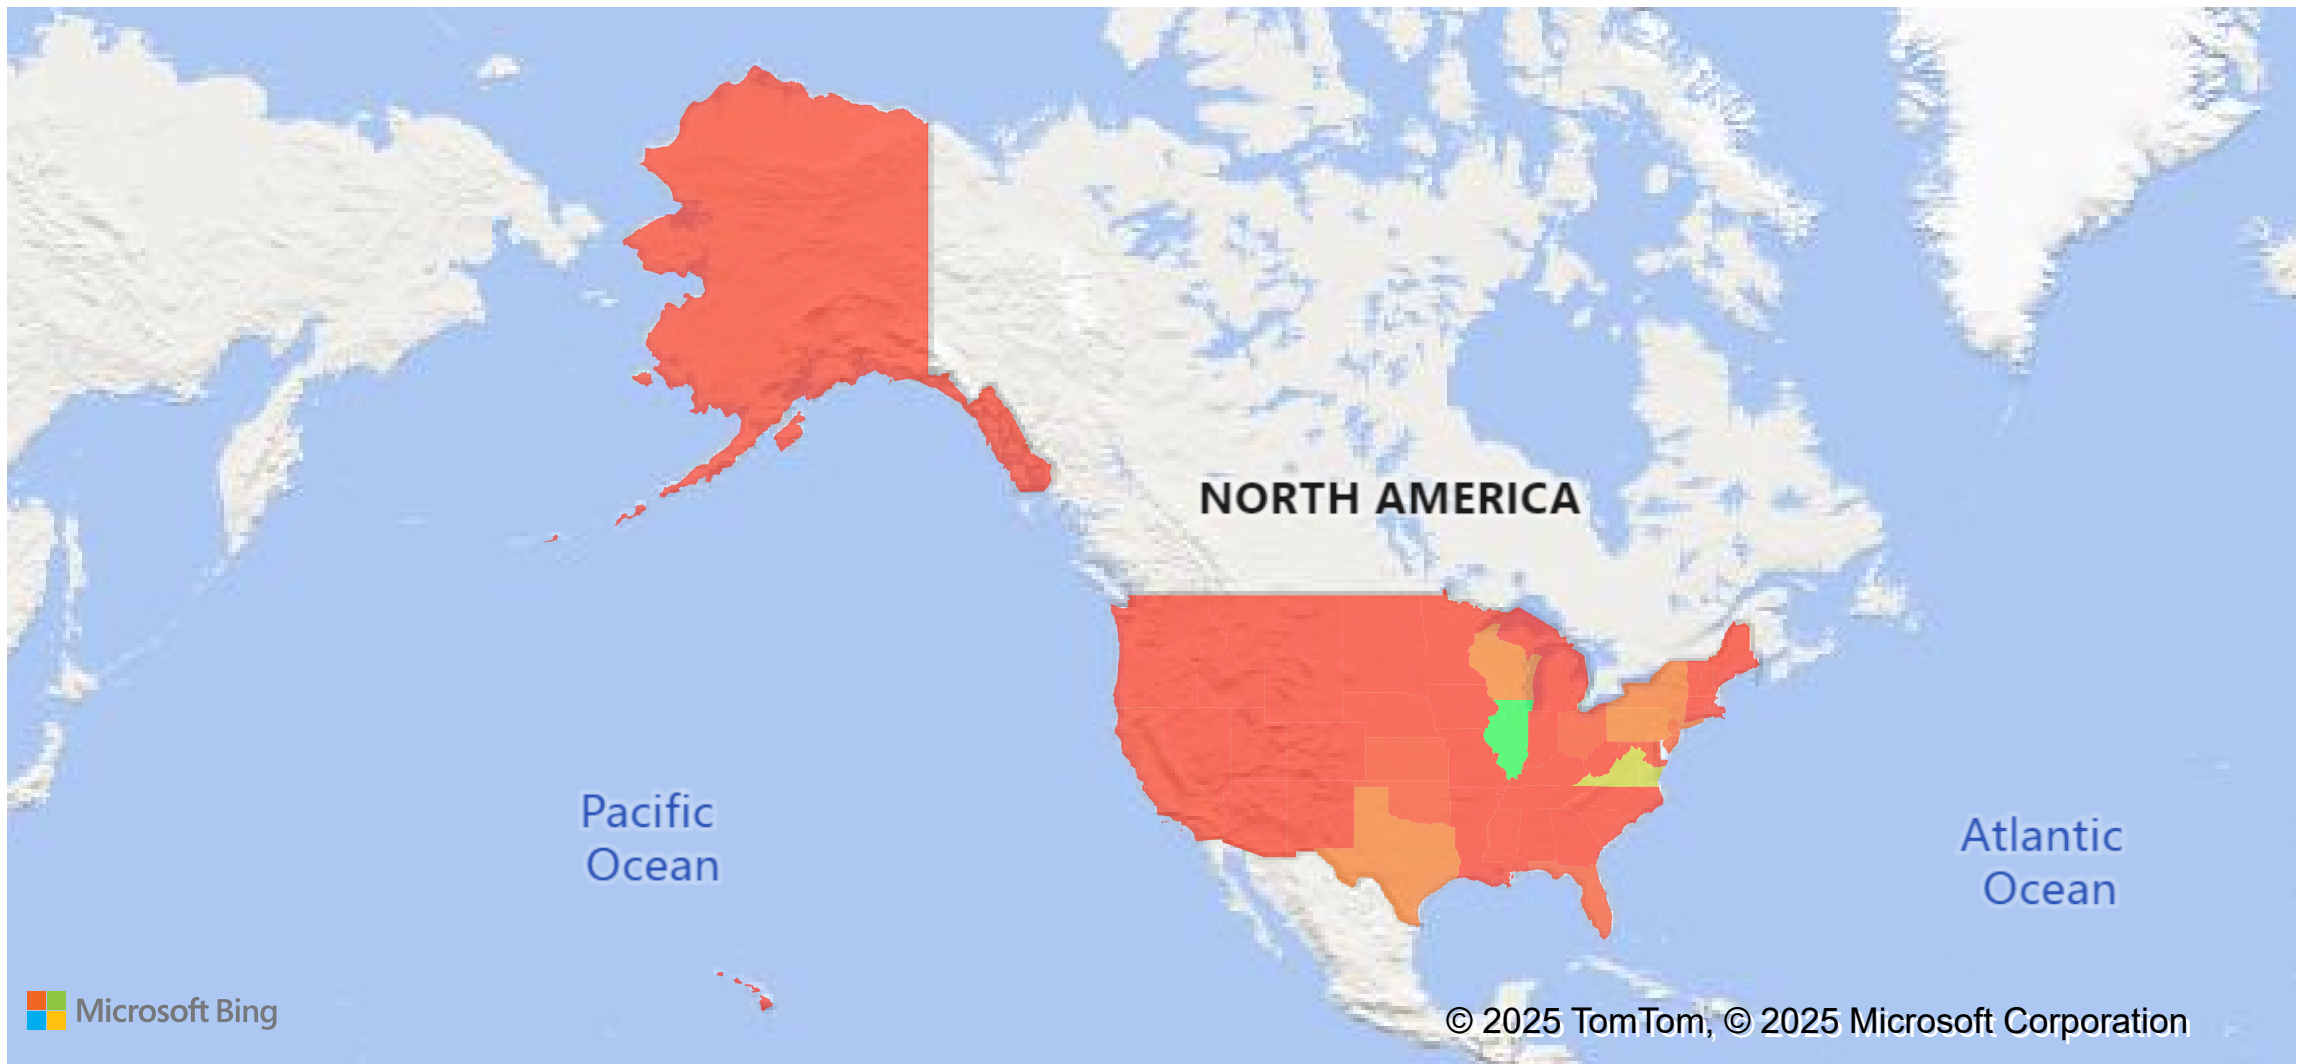 NORTH AMERICA
Pacific
Ocean
Atlantic
Ocean
Microsoft Bing
© 2025 TomTom, © 2025 Microsoft Corporation